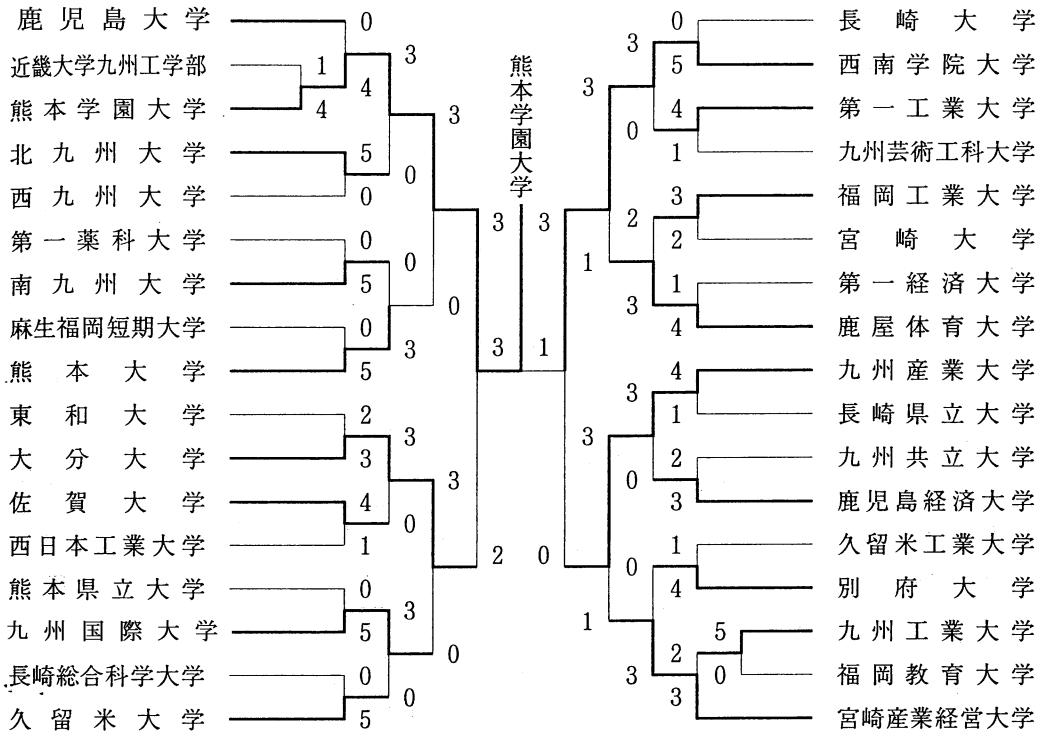 鹿児島大学
近畿大学九州工学部
熊本学園大学
北九州大学
西九州大学
第一薬科大学
南九州大学
麻生福岡短期大学
熊本大学
東和大学
大分大学
佐賀大学
西日本工業大学
熊本県立大学
九州国際大学
長崎総合科学大学
久留米大学
0
1
4
4
5
0
0
5
0
5
2
3
4
1
0
5
0
5
3
0
0
3
3
0
3
0
3
0
3
0
3
2
3
熊本学園大学
3
0
1
3
1
3
1
3
0
2
3
3
0
0
3
0
5
4
1
3
2
1
4
4
1
2
3
1
4
2
3
5
0
長崎大学
西南学院大学
第一工業大学
九州芸術工科大学
福岡工業大学
宮崎大学
第一経済大学
鹿屋体育大学
九州産業大学
長崎県立大学
九州共立大学
鹿児島経済大学
久留米工業大学
別府大学
九州工業大学
福岡教育大学
宮崎産業経営大学